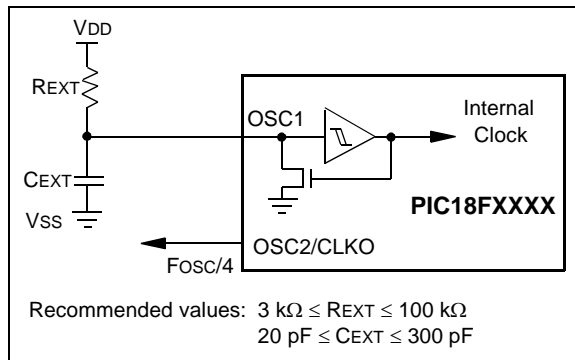 VDD
REXT
OSC1
Internal
Clock
CEXT
PIC18FXXXX
VSS
OSC2/CLKO
FOSC/4
Recommended values: 3 kΩ ≤ REXT ≤ 100 kΩ
20 pF ≤ CEXT ≤ 300 pF